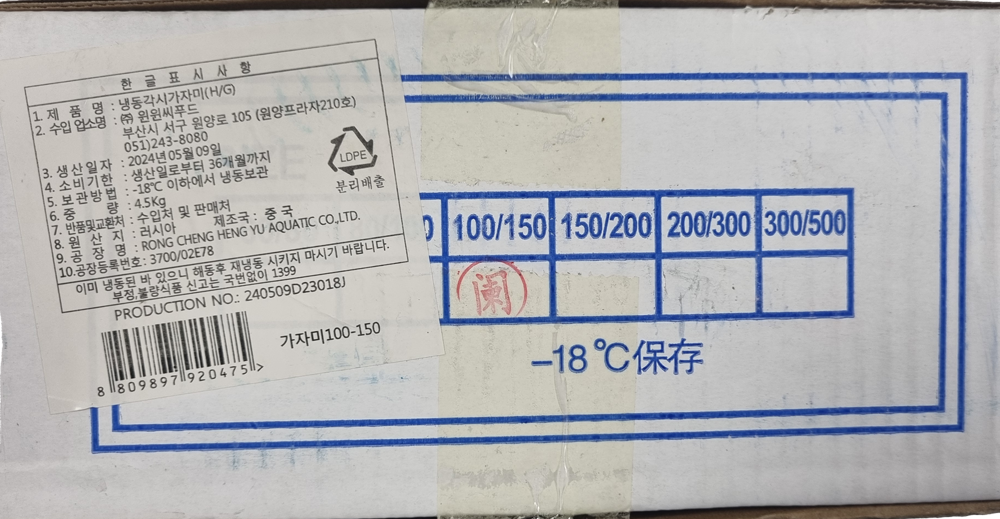 한 글 표 시 사 항
1. 제 품 명 : 냉동각시가자미(H/G)
2. 수입 업소명 : ㈜ 윈윈씨푸드
부산시 서구 원양로 105 (원양프라자210호)
051)243-8080
3. 생 산 일 자 : 2024년 05월 09일
4. 소 비 기 한 : 생산일로부터 36개월까지
5. 보 관 방 법 : -18℃ 이하에서 냉동보관
6. 중 량 : 4.5Kg
7. 반품및교환처 : 수입처 및 판매처
8. 원 산 지 : 러시아 제조국 : 중 국
9. 공 장 명 : RONG CHENG HENG YU AQUATIC CO.,LTD.
10.공장등록번호 : 3700/02E78
이미 냉동된 바 있으니 해동후 재냉동 시키지 마시기 바랍니다.
부정,불량식품 신고는 국번없이 1399
LDPE
분리배출
PRODUCTION NO.: 240509D23018J
가자미100-150
8 809897 920475 >
0 100/150 150/200 200/300 300/500
阑
–18℃保存